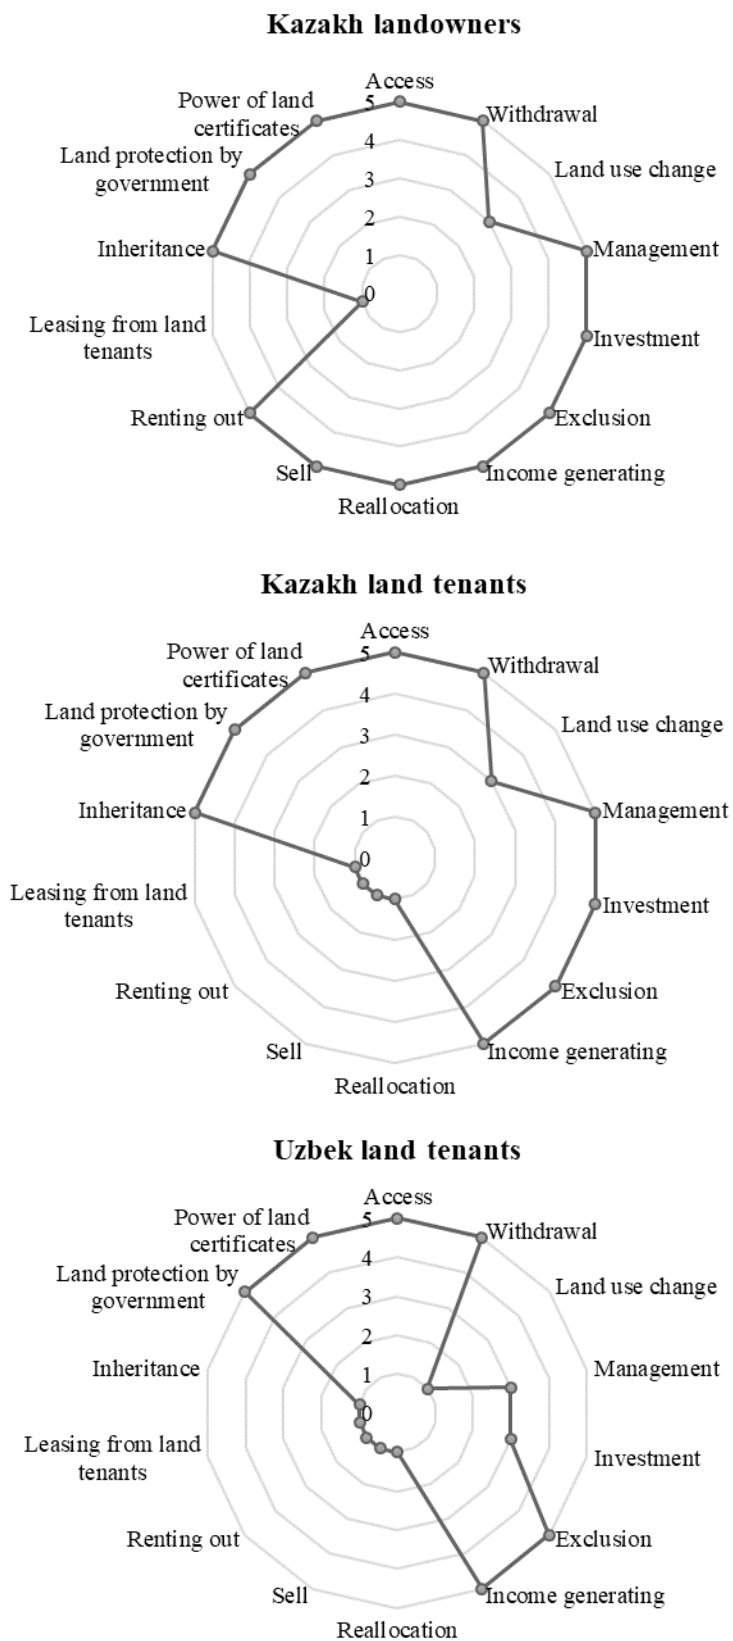 Kazakh landowners
Access
Power of land
certificates
5
Withdrawal
Land protection by
government
4
Land use change
3
Inheritance
2
Management
1
0
Leasing from land
tenants
Investment
Renting out
Exclusion
Sell
Income generating
Reallocation
Kazakh land tenants
Access
Power of land
certificates
5
Withdrawal
Land protection by
government
4
Land use change
3
Inheritance
2
Management
1
0
Leasing from land
tenants
Investment
Renting out
Exclusion
Sell
Income generating
Reallocation
Uzbek land tenants
Access
Power of land
certificates
5
Withdrawal
Land protection by
government
4
Land use change
3
Inheritance
2
Management
1
0
Leasing from land
tenants
Investment
Renting out
Exclusion
Sell
Income generating
Reallocation